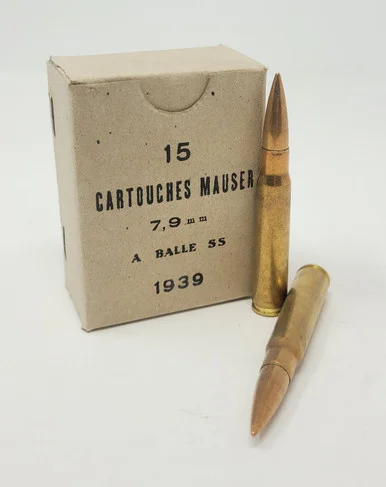 15
CARTOUCHES MAUSER
7,9 mm
A BALLE SS
1939